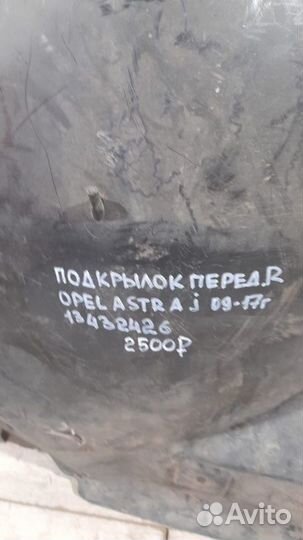 ПОДКРЫЛОК ПЕРЕД.R
OPEL ASTRA j 09-17г
13432426
2500₽
Avito